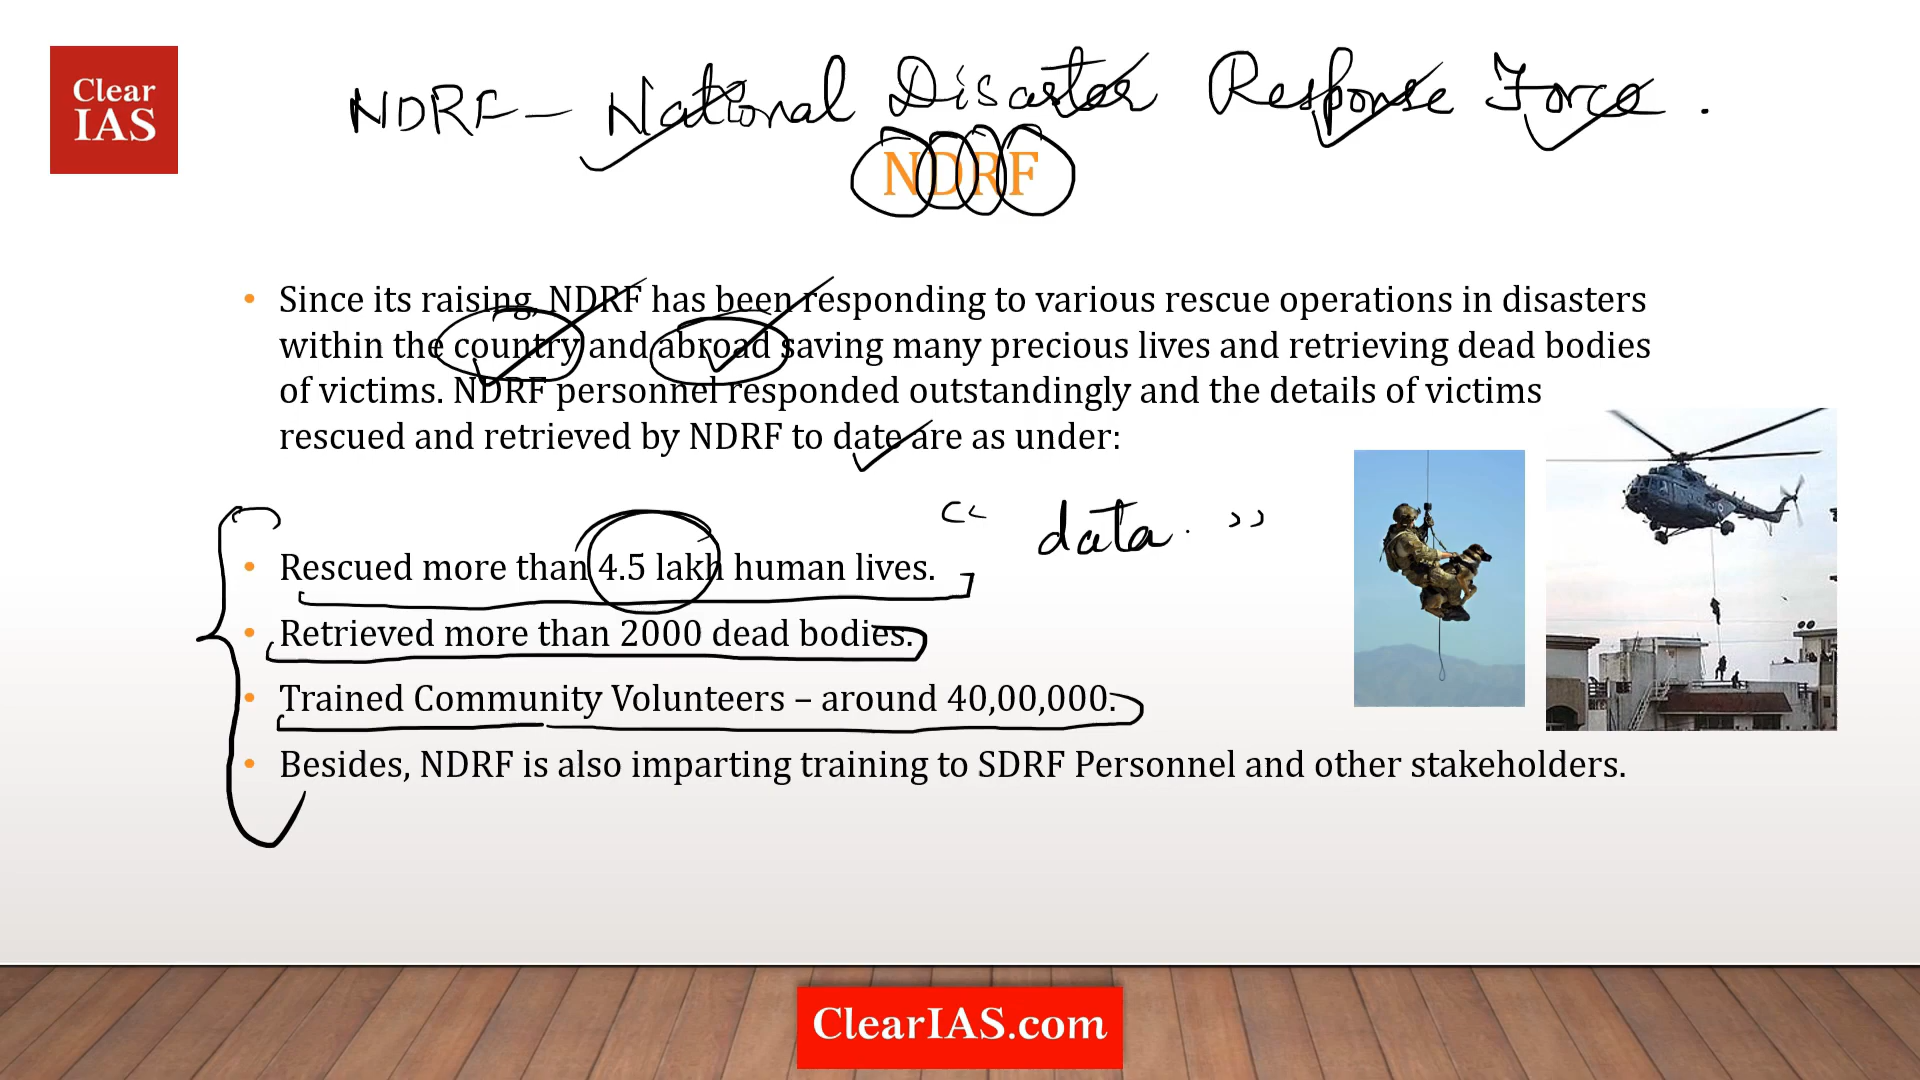 Clear
IAS
NDRF - National Disaster Response Force .
NDRF
• Since its raising, NDRF has been responding to various rescue operations in disasters
within the country and abroad saving many precious lives and retrieving dead bodies
of victims. NDRF personnel responded outstandingly and the details of victims
rescued and retrieved by NDRF to date are as under:
“ data. ”
• Rescued more than 4.5 lakh human lives.
• Retrieved more than 2000 dead bodies.
• Trained Community Volunteers – around 40,00,000.
• Besides, NDRF is also imparting training to SDRF Personnel and other stakeholders.
ClearIAS.com